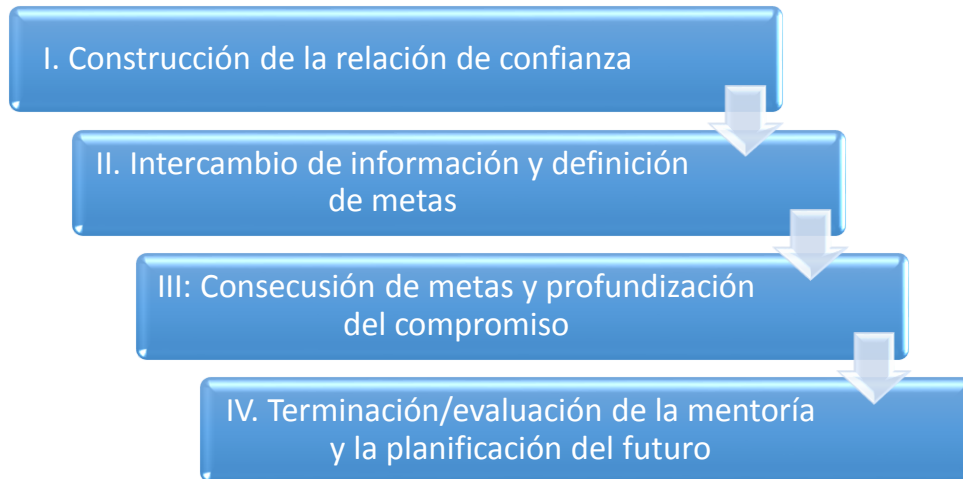 I. Construcción de la relación de confianza
II. Intercambio de información y definición
de metas
III: Consecusión de metas y profundización
del compromiso
IV. Terminación/evaluación de la mentoría
y la planificación del futuro